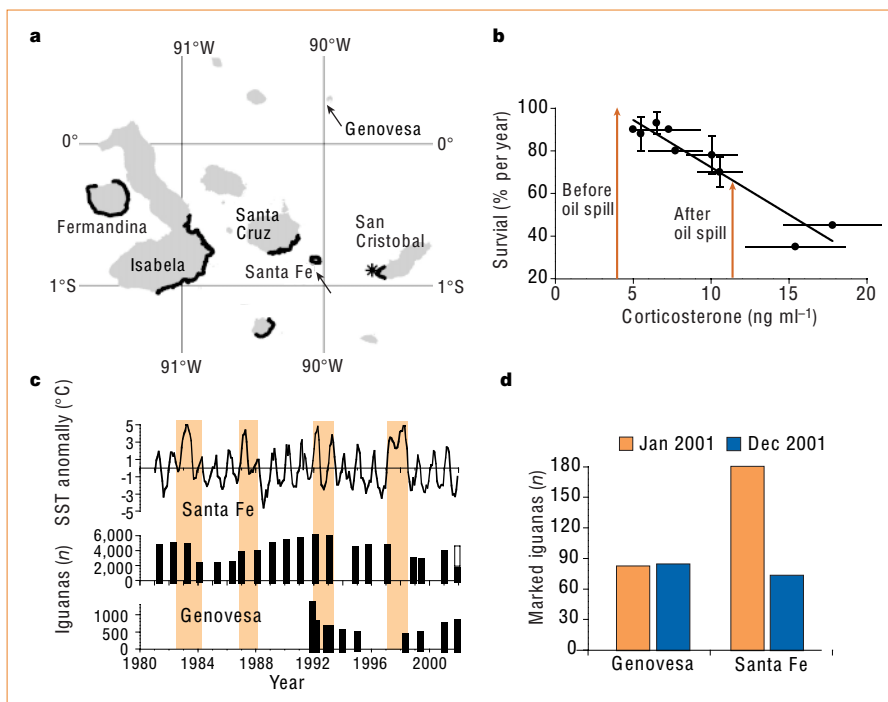 a
91°W
90°W
Genovesa
0°
0°
Fermandina
Santa
Cruz
San
Cristobal
Isabela
Santa Fe
1°S
1°S
91°W
90°W
b
Survial (% per year)
100
80
60
40
20
Before
oil spill
After
oil spill
0
5
10
15
20
Corticosterone (ng ml⁻¹)
c
SST anomally (°C)
5
3
1
-1
-3
-5
Santa Fe
Iguanas (n)
6,000
4,000
2,000
0
1000
500
0
Genovesa
1980
1984
1988
1992
1996
2000
Year
d
Jan 2001
Dec 2001
Marked iguanas (n)
180
150
120
90
60
30
0
Genovesa
Santa Fe